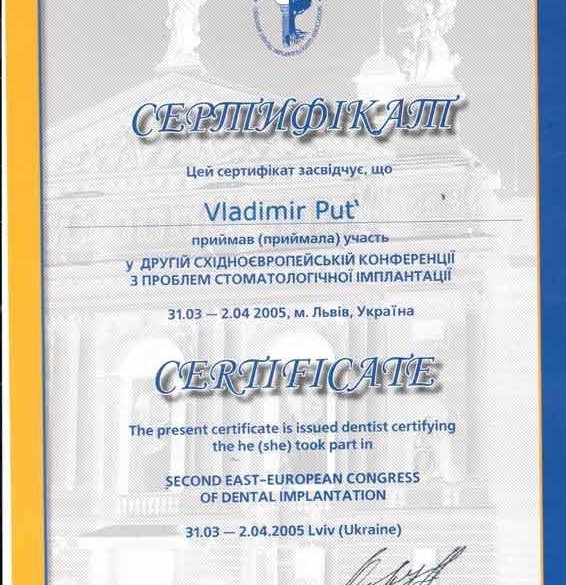 СЕРТИФІКАТ
Цей сертифікат засвідчує, що
Vladimir Put'
приймав (приймала) участь
у ДРУГІЙ СХІДНОЄВРОПЕЙСЬКІЙ КОНФЕРЕНЦІЇ
З ПРОБЛЕМ СТОМАТОЛОГІЧНОЇ ІМПЛАНТАЦІЇ
31.03 — 2.04 2005, м. Львів, Україна
CERTIFICATE
The present certificate is issued dentist certifying
the he (she) took part in
SECOND EAST–EUROPEAN CONGRESS
OF DENTAL IMPLANTATION
31.03 — 2.04.2005 Lviv (Ukraine)